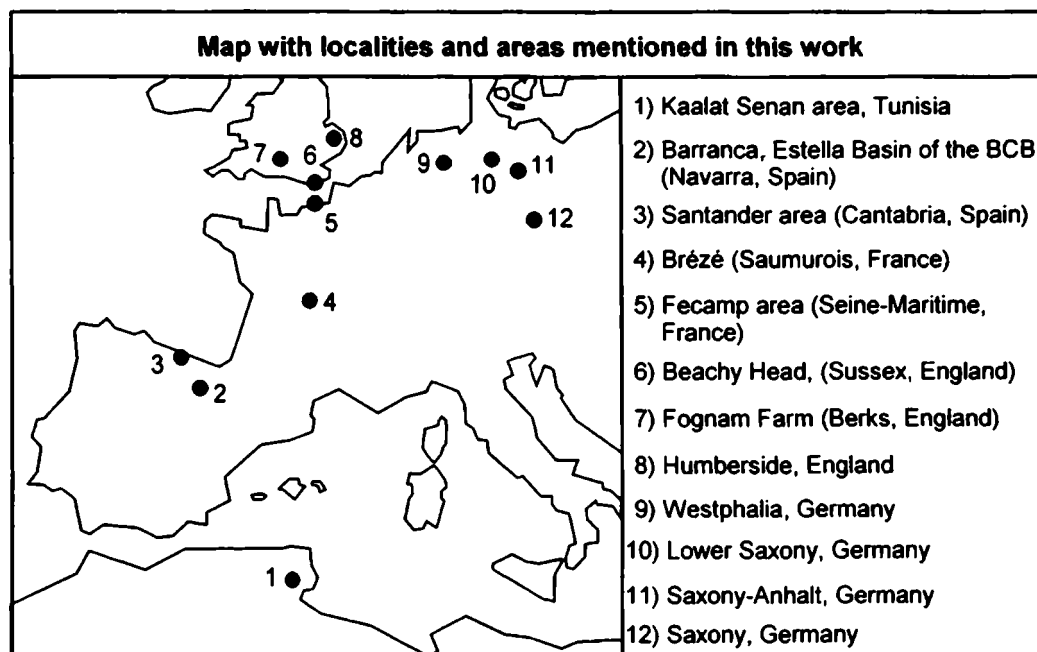 Map with localities and areas mentioned in this work
8
7
6
5
9
10
11
12
4
3
2
1
1) Kaalat Senan area, Tunisia
2) Barranca, Estella Basin of the BCB
(Navarra, Spain)
3) Santander area (Cantabria, Spain)
4) Brézé (Saumurois, France)
5) Fecamp area (Seine-Maritime,
France)
6) Beachy Head, (Sussex, England)
7) Fognam Farm (Berks, England)
8) Humberside, England
9) Westphalia, Germany
10) Lower Saxony, Germany
11) Saxony-Anhalt, Germany
12) Saxony, Germany